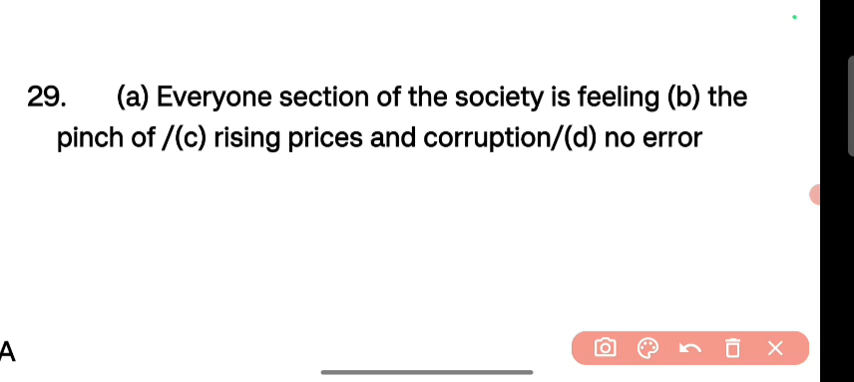 29. (a) Everyone section of the society is feeling (b) the
pinch of /(c) rising prices and corruption/(d) no error
A